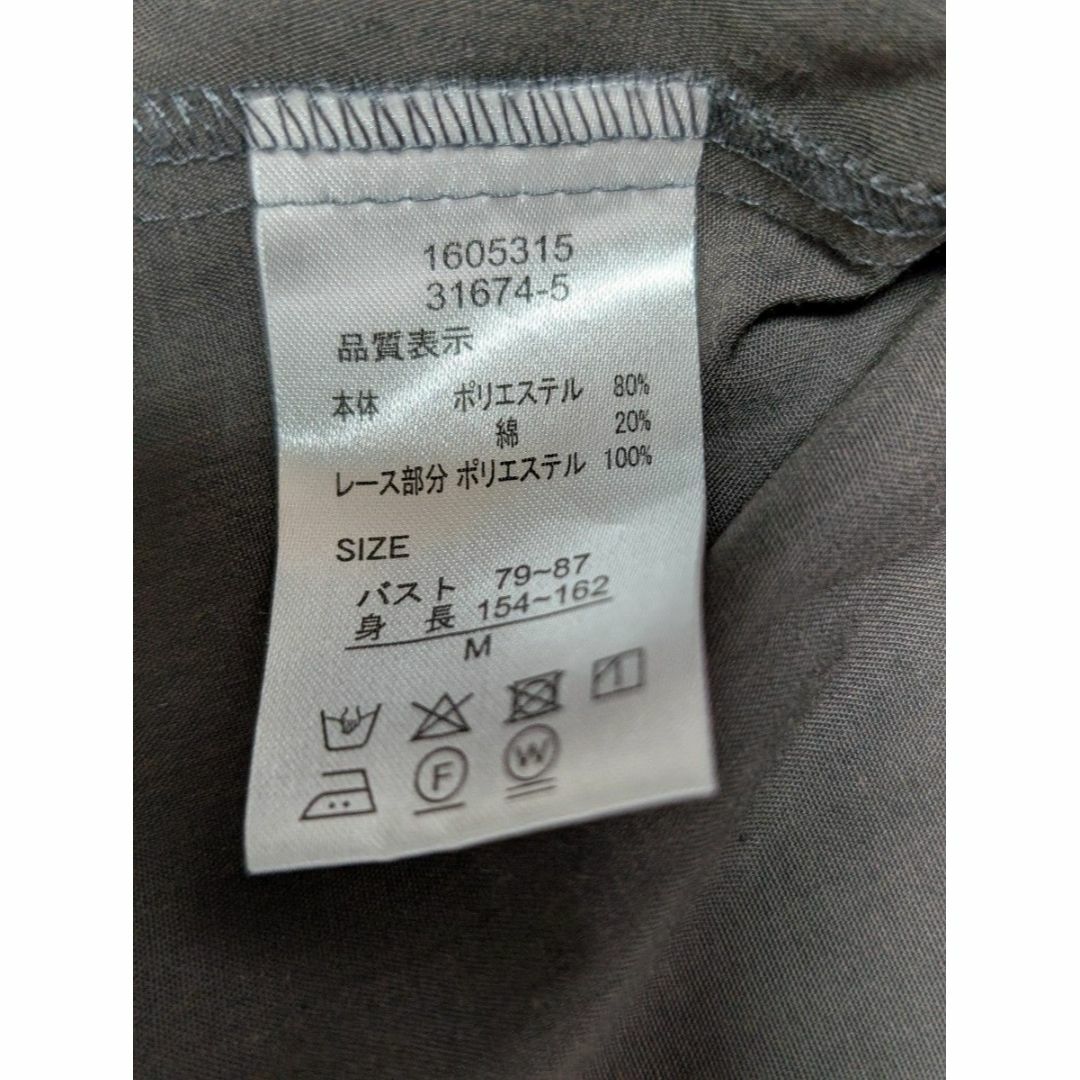 1605315
31674-5
品質表示
本体 ポリエステル 80%
綿 20%
レース部分 ポリエステル 100%
SIZE
バスト 79~87
身長 154~162
M
F W